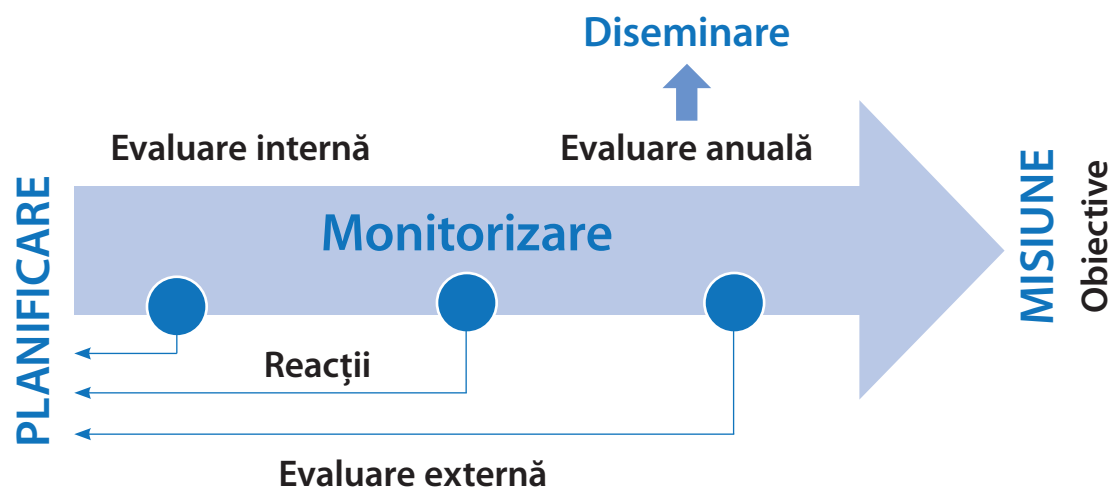 Diseminare
Evaluare internă
Evaluare anuală
PLANIFICARE
Monitorizare
MISIUNE
Obiective
Reacții
Evaluare externă